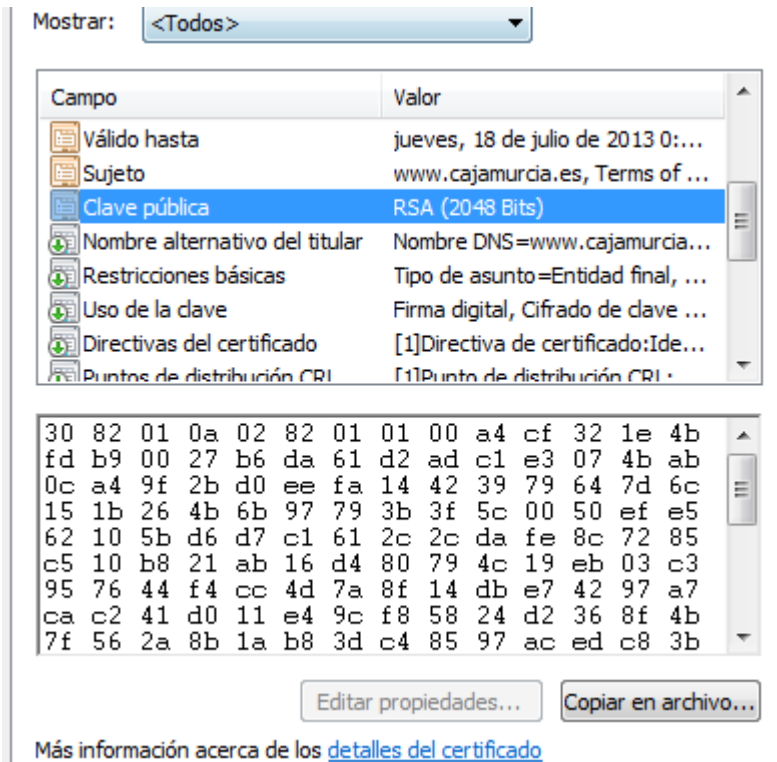 Mostrar: <Todos>
Campo Valor
Válido hasta jueves, 18 de julio de 2013 0:...
Sujeto www.cajamurcia.es, Terms of ...
Clave pública RSA (2048 Bits)
Nombre alternativo del titular Nombre DNS=www.cajamurcia...
Restricciones básicas Tipo de asunto=Entidad final, ...
Uso de la clave Firma digital, Cifrado de clave ...
Directivas del certificado [1]Directiva de certificado:Ide...
Puntos de distribución CRL [1]Punto de distribución CRL: ...
30 82 01 0a 02 82 01 01 00 a4 cf 32 1e 4b
fd b9 00 27 b6 da 61 d2 ad c1 e3 07 4b ab
0c a4 9f 2b d0 ee fa 14 42 39 79 64 7d 6c
15 1b 26 4b 6b 97 79 3b 3f 5c 00 50 ef e5
62 10 5b d6 d7 c1 61 2c 2c da fe 8c 72 85
c5 10 b8 21 ab 16 d4 80 79 4c 19 eb 03 c3
95 76 44 f4 cc 4d 7a 8f 14 db e7 42 97 a7
ca c2 41 d0 11 e4 9c f8 58 24 d2 36 8f 4b
7f 56 2a 8b 1a b8 3d c4 85 97 ac ed c8 3b
Editar propiedades... Copiar en archivo...
Más información acerca de los detalles del certificado